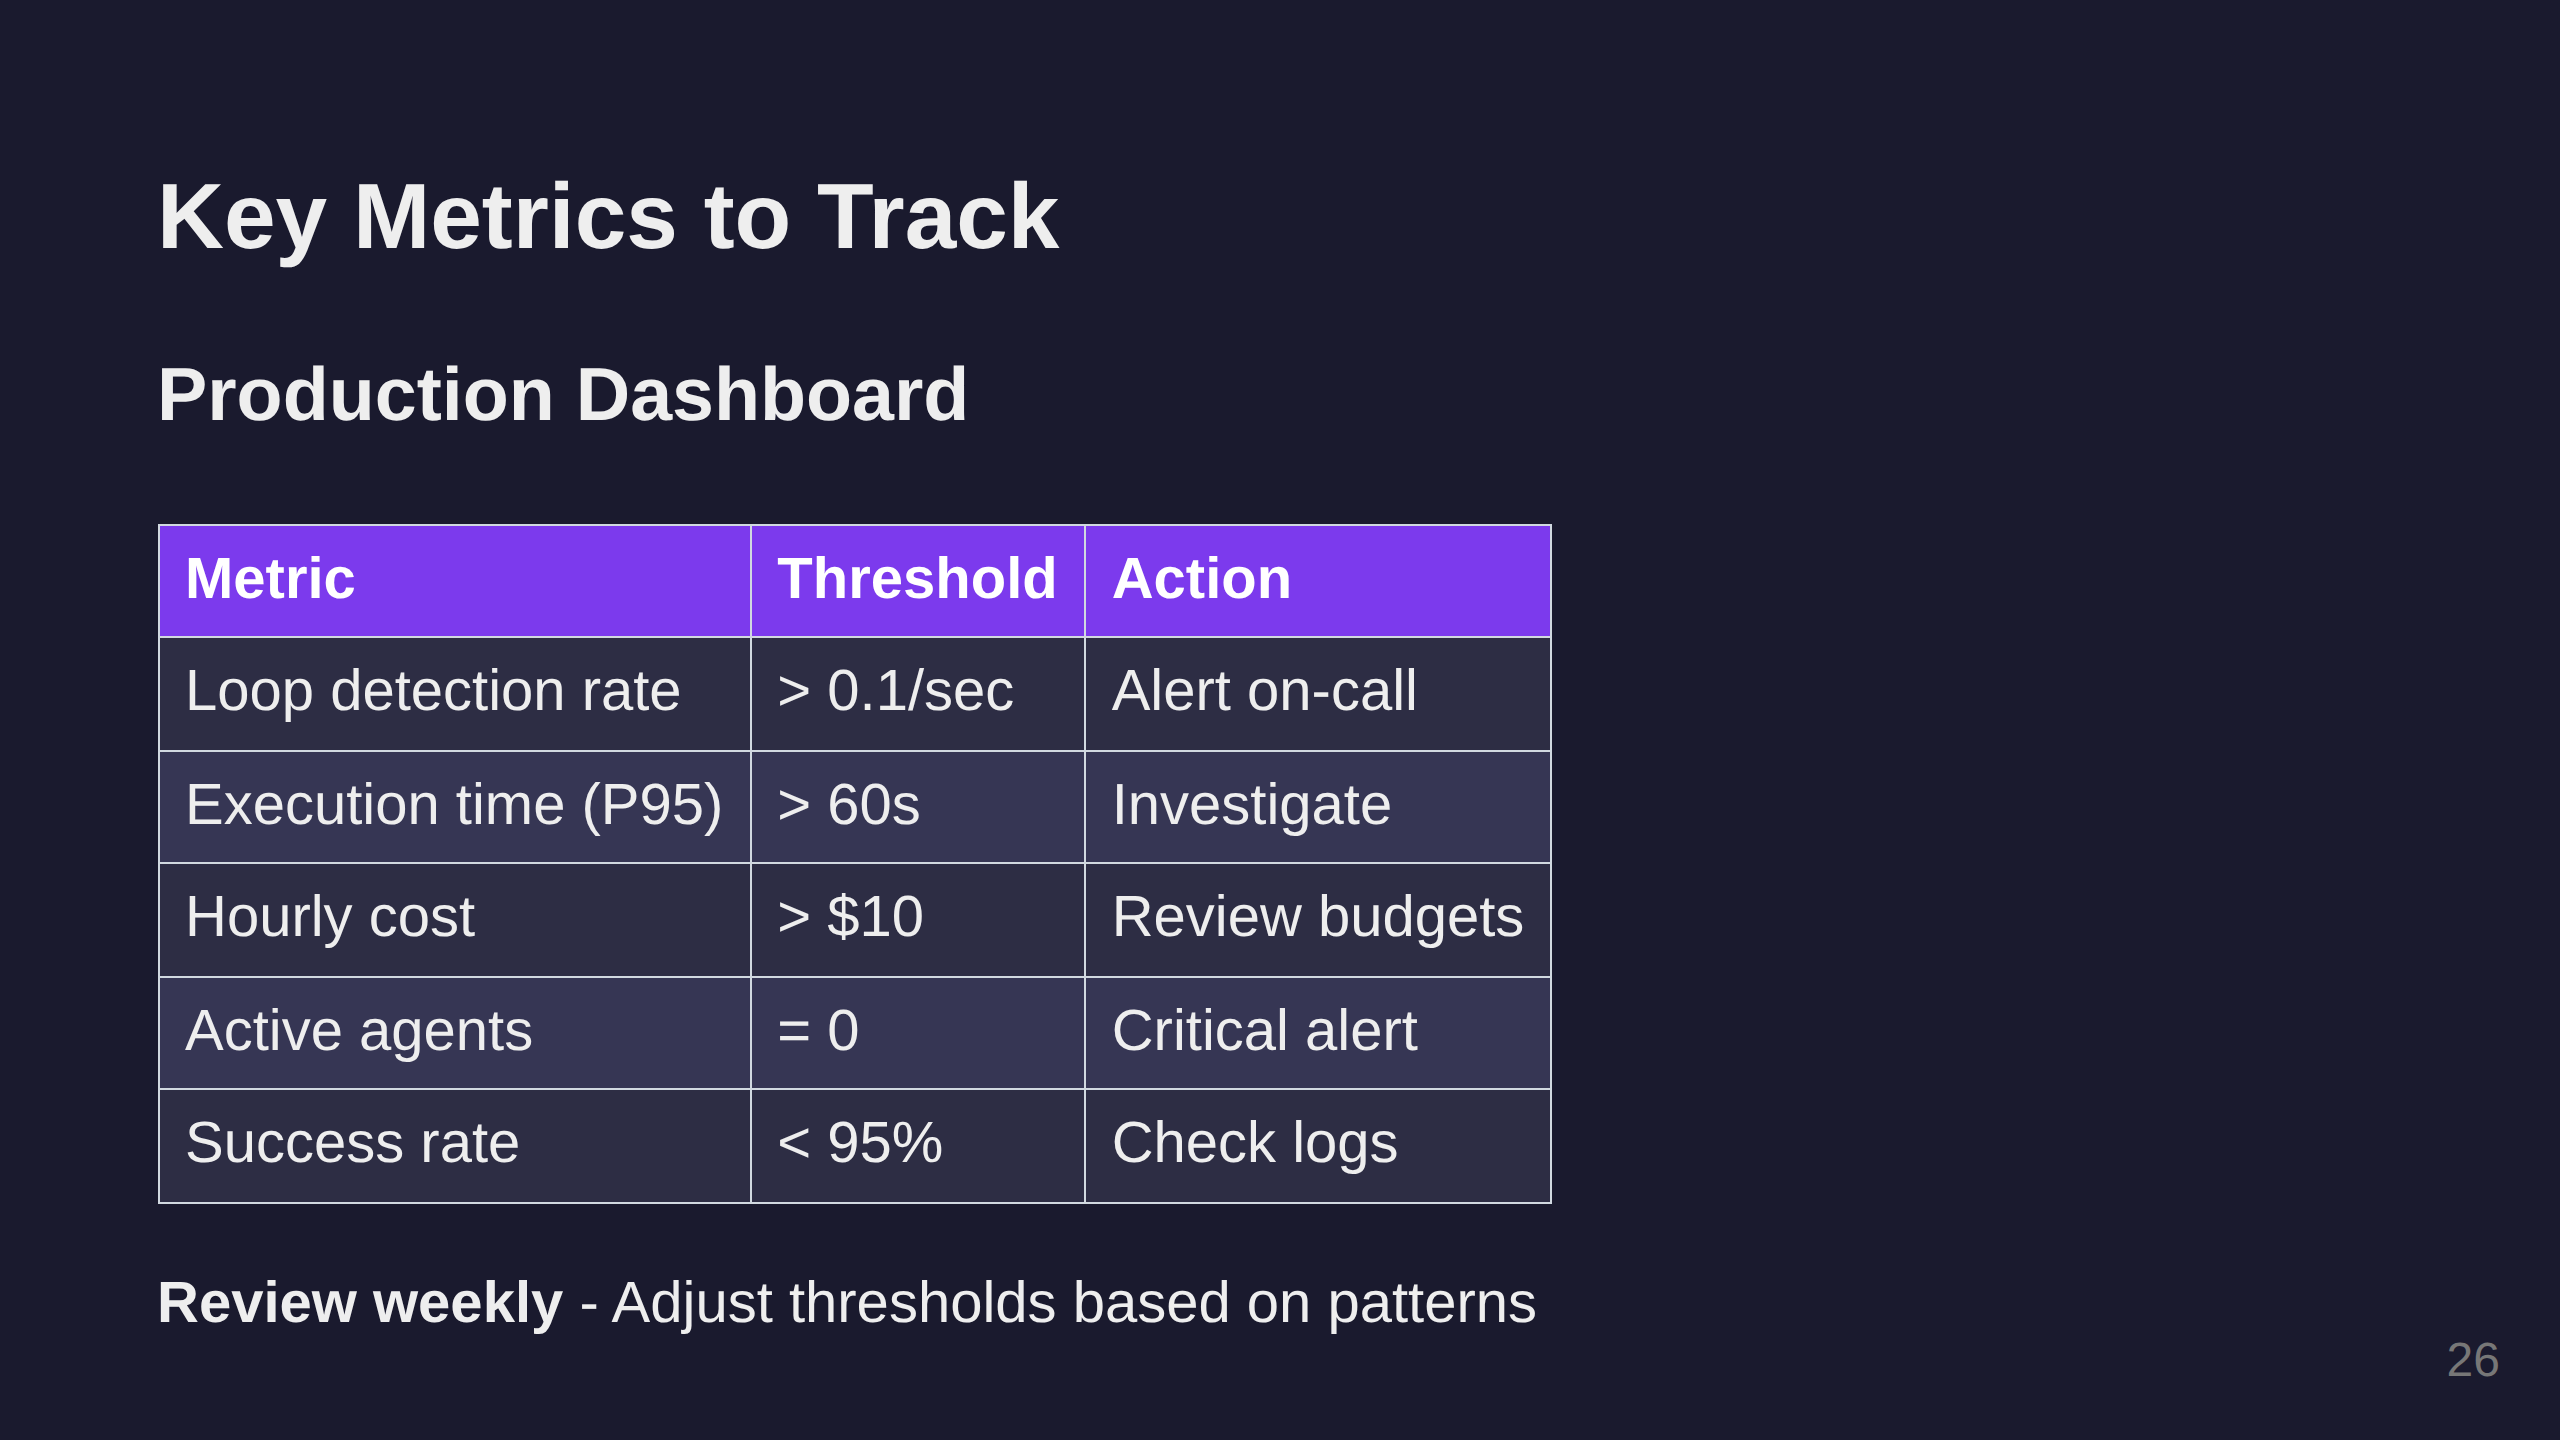 Key Metrics to Track
Production Dashboard
Metric Threshold Action
Loop detection rate > 0.1/sec Alert on-call
Execution time (P95) > 60s Investigate
Hourly cost > $10 Review budgets
Active agents = 0 Critical alert
Success rate < 95% Check logs
Review weekly - Adjust thresholds based on patterns
26